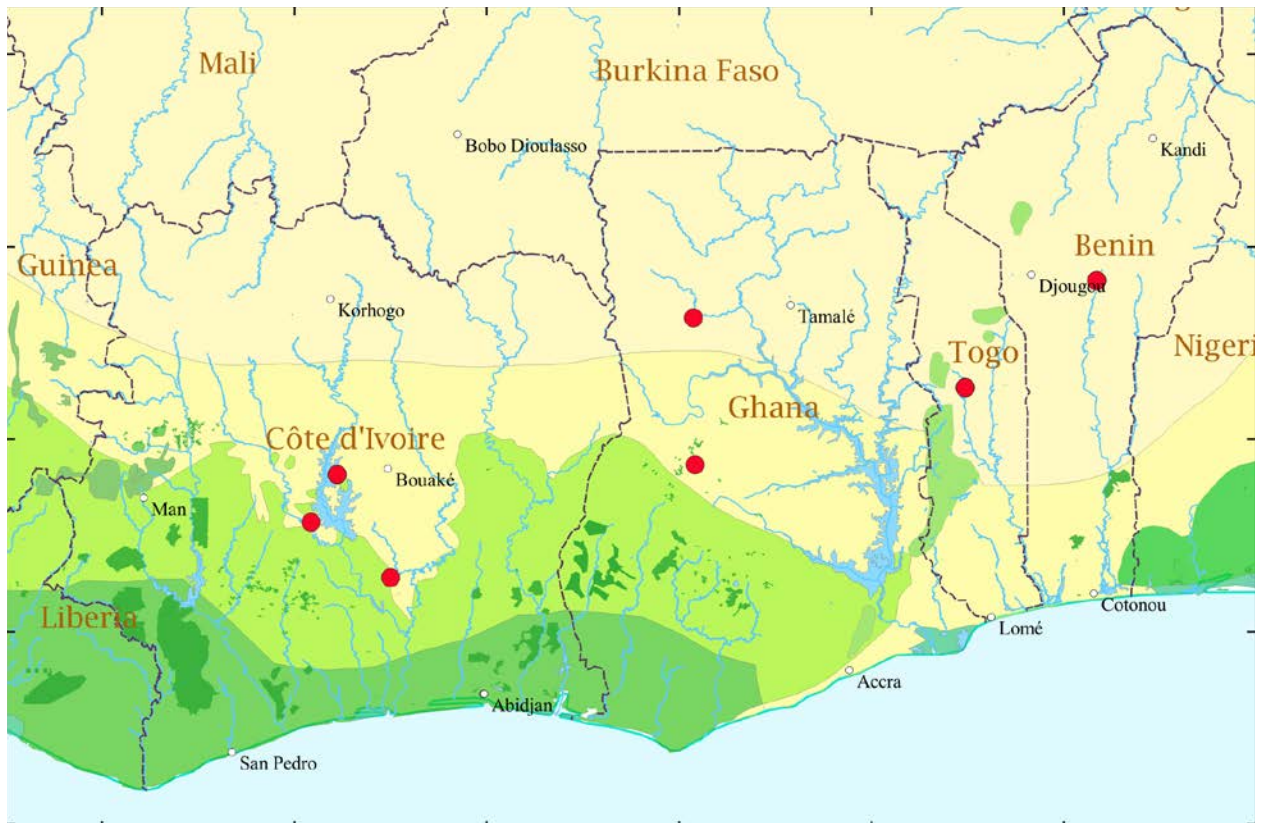 Mali
Burkina Faso
Bobo Dioulasso
Kandi
Guinea
Benin
Djougou
Korhogo
Tamalé
Togo
Nigeri
Ghana
Côte d'Ivoire
Bouaké
Man
Liberia
Cotonou
Lomé
Accra
Abidjan
San Pedro